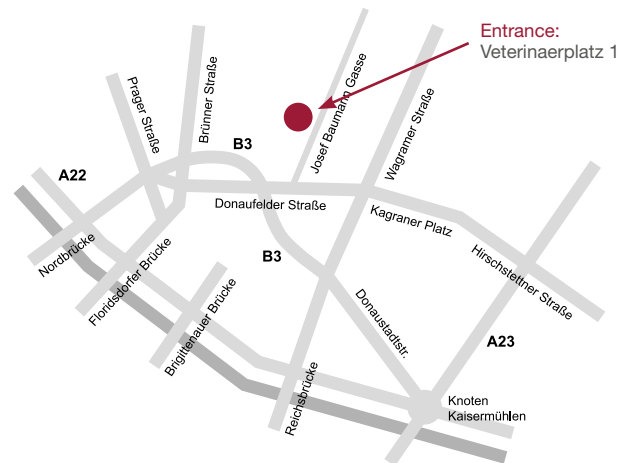 Entrance:
Veterinaerplatz 1
Prager Straße
Brünner Straße
Josef Baumann Gasse
Wagramer Straße
B3
A22
Donaufelder Straße
Kagraner Platz
Nordbrücke
Floridsdorfer Brücke
B3
Hirschstettner Straße
Brigittenauer Brücke
Donaustadtstr.
A23
Reichsbrücke
Knoten
Kaisermühlen